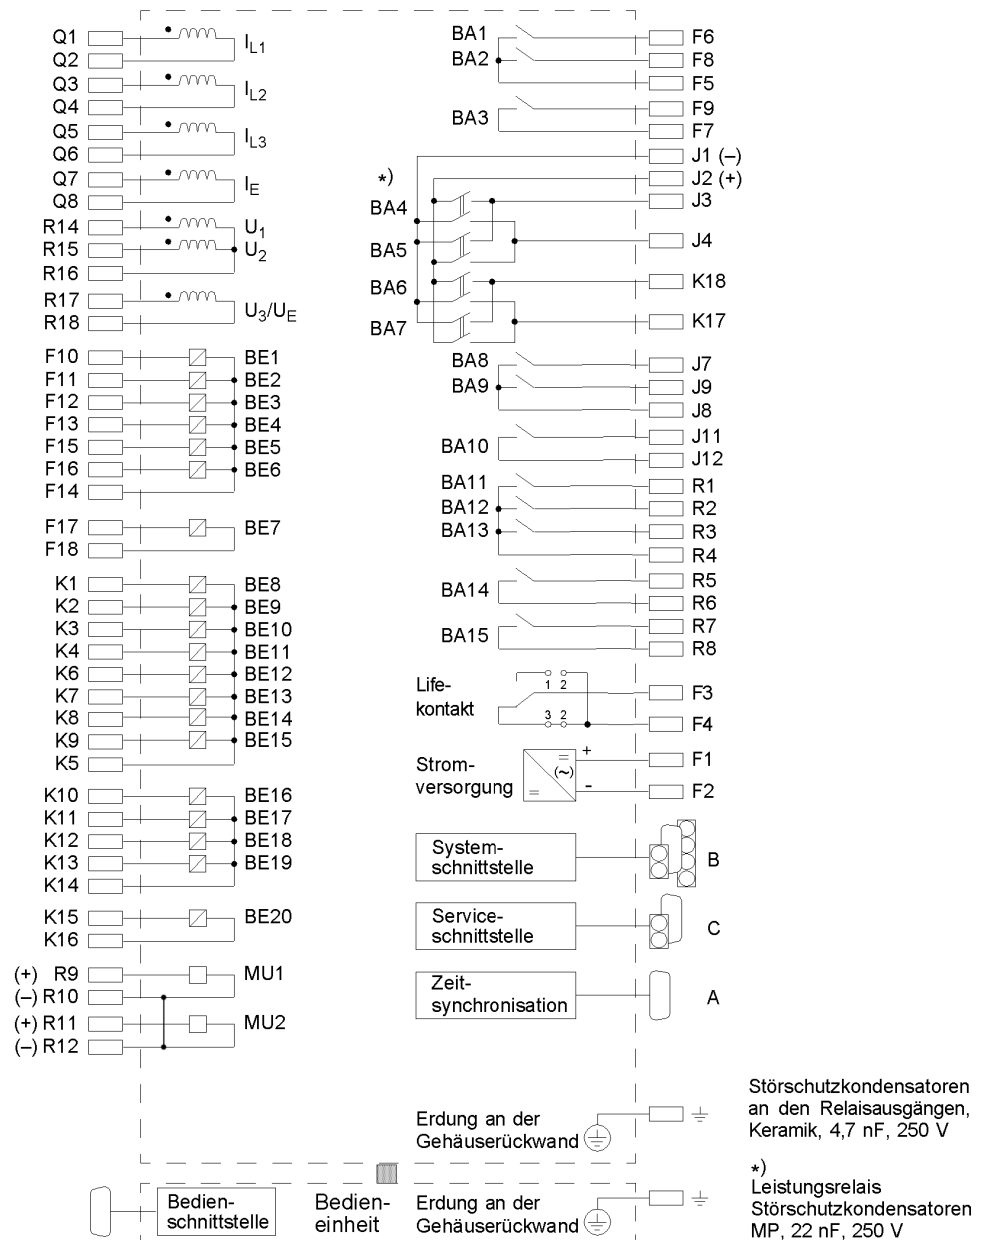 Q1
Q2
I L1
Q3
Q4
I L2
Q5
Q6
I L3
Q7
Q8
I E
R14 U1
R15 U2
R16
R17
R18
U3/UE
F10 BE1
F11 BE2
F12 BE3
F13 BE4
F15 BE5
F16 BE6
F14
F17 BE7
F18
K1 BE8
K2 BE9
K3 BE10
K4 BE11
K6 BE12
K7 BE13
K8 BE14
K9 BE15
K5
K10 BE16
K11 BE17
K12 BE18
K13 BE19
K14
K15 BE20
K16
(+) R9 MU1
(–) R10
(+) R11 MU2
(–) R12
BA1 F6
BA2 F8
F5
F9
BA3
F7
J1 (–)
*) J2 (+)
J3
BA4
J4
BA5
K18
BA6
K17
BA7
BA8 J7
BA9 J9
J8
J11
BA10
J12
BA11 R1
BA12 R2
BA13 R3
R4
R5
BA14
R6
R7
BA15
R8
Life-
kontakt
1 2
3 2
F3
F4
Strom-
versorgung
=
(~)
=
+
-
F1
F2
System-
schnittstelle
B
Service-
schnittstelle
C
Zeit-
synchronisation
A
Erdung an der
Gehäuserückwand
Störschutzkondensatoren
an den Relaisausgängen,
Keramik, 4,7 nF, 250 V
Bedien-
schnittstelle
Bedien-
einheit
Erdung an der
Gehäuserückwand
*)
Leistungsrelais
Störschutzkondensatoren
MP, 22 nF, 250 V